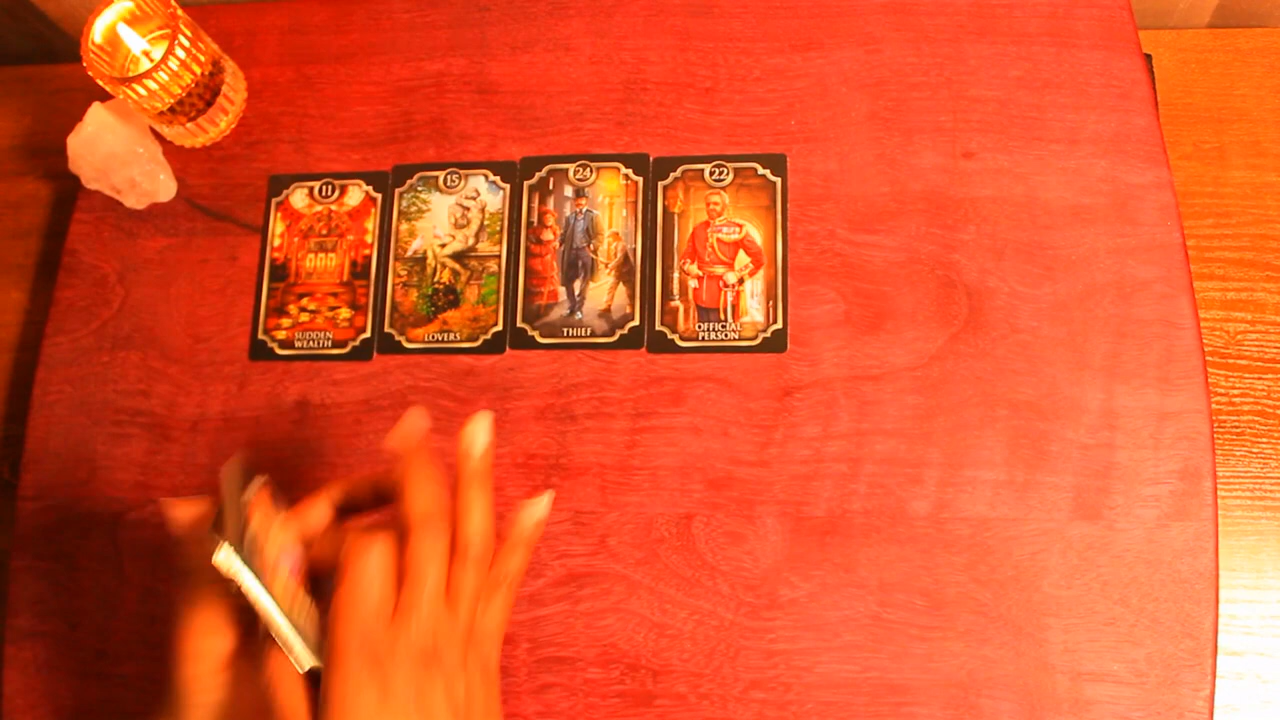 11
SUDDEN
WEALTH
15
LOVERS
24
THIEF
22
OFFICIAL
PERSON